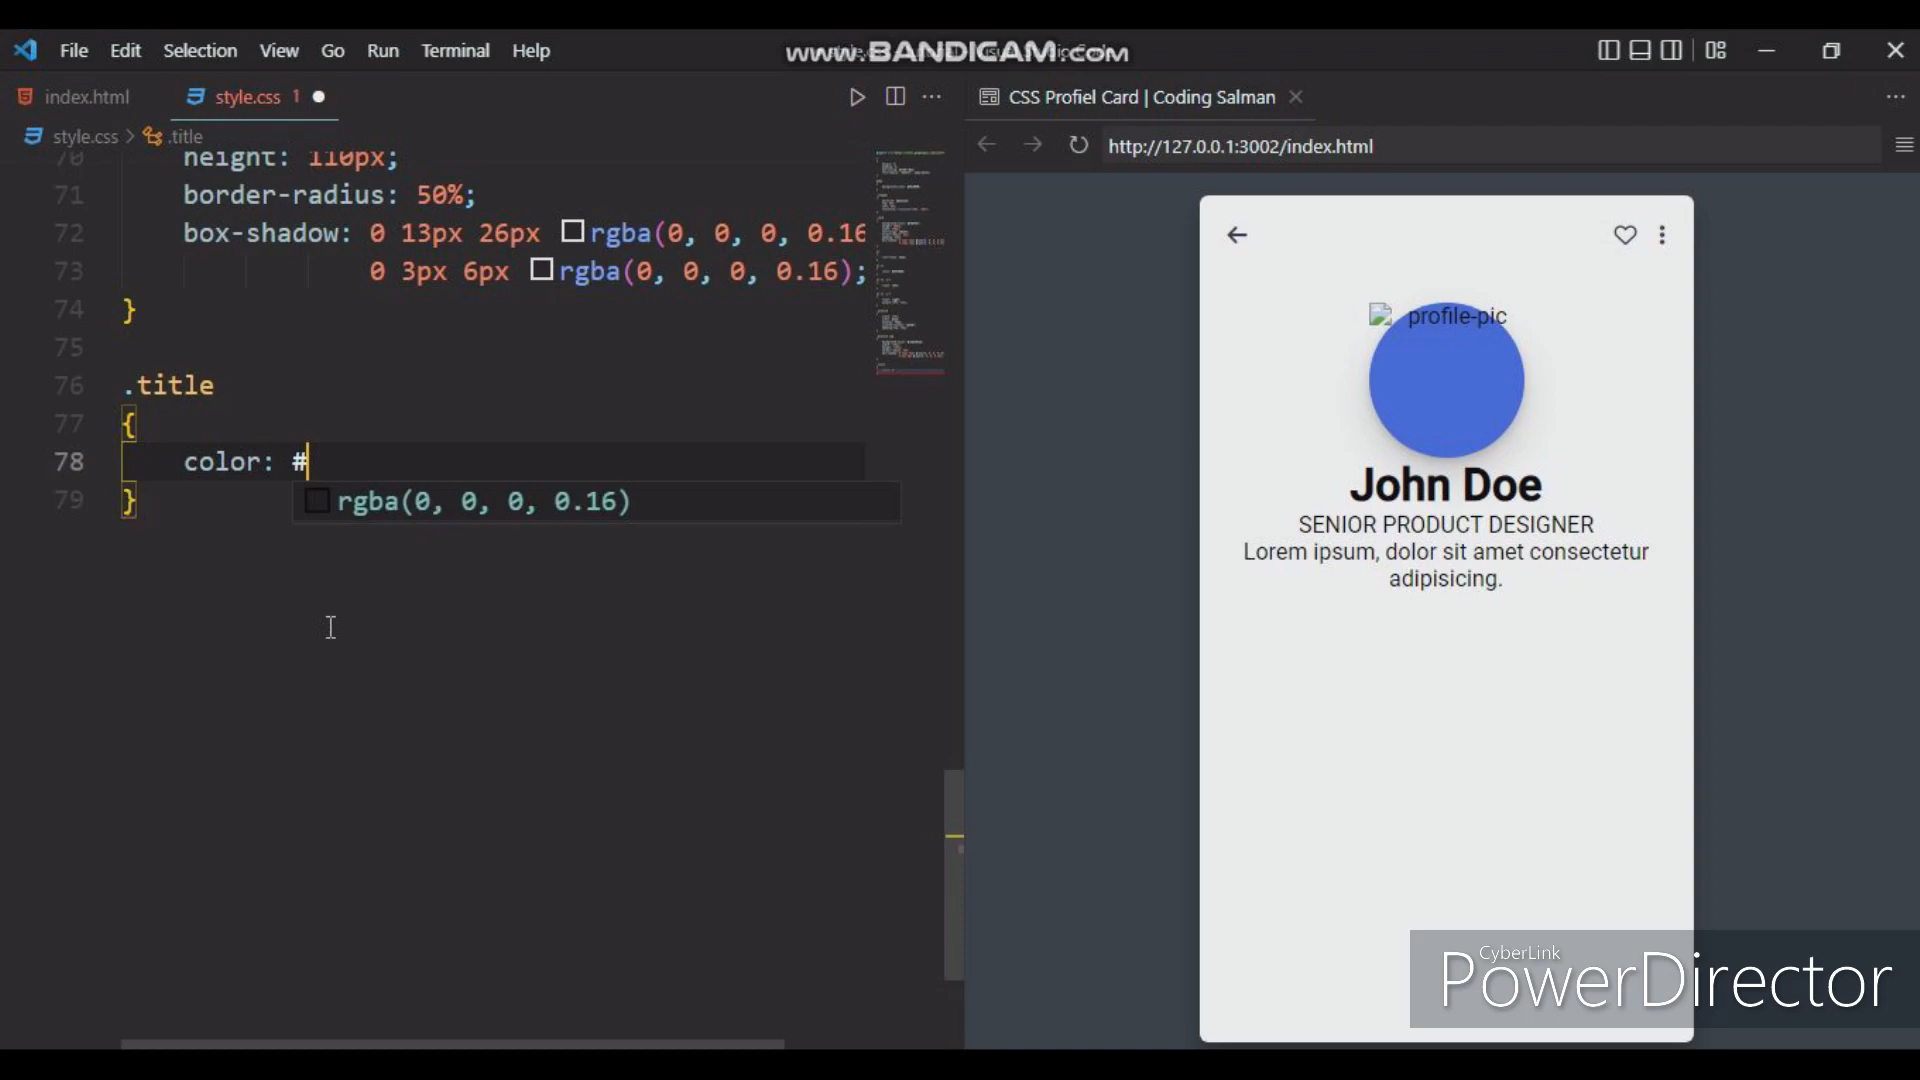 File Edit Selection View Go Run Terminal Help
www.BANDICAM.com
index.html
style.css 1
CSS Profiel Card | Coding Salman
style.css > .title
http://127.0.0.1:3002/index.html
70 height: 110px;
71 border-radius: 50%;
72 box-shadow: 0 13px 26px rgba(0, 0, 0, 0.16
73 0 3px 6px rgba(0, 0, 0, 0.16);
74 }
75
76 .title
77 {
78 color: #
79 }
rgba(0, 0, 0, 0.16)
profile-pic
John Doe
SENIOR PRODUCT DESIGNER
Lorem ipsum, dolor sit amet consectetur
adipisicing.
CyberLink
PowerDirector